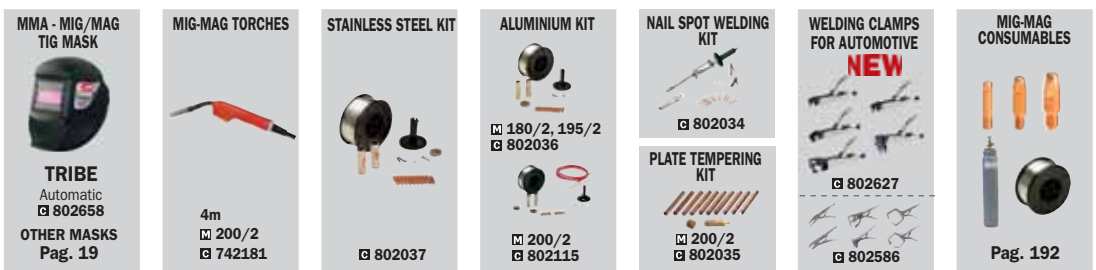 MMA - MIG/MAG
TIG MASK
TRIBE
Automatic
C 802658
OTHER MASKS
Pag. 19
MIG-MAG TORCHES
4m
M 200/2
C 742181
STAINLESS STEEL KIT
C 802037
ALUMINIUM KIT
M 180/2, 195/2
C 802036
M 200/2
C 802115
NAIL SPOT WELDING
KIT
C 802034
PLATE TEMPERING
KIT
M 200/2
C 802035
WELDING CLAMPS
FOR AUTOMOTIVE
NEW
C 802627
C 802586
MIG-MAG
CONSUMABLES
Pag. 192